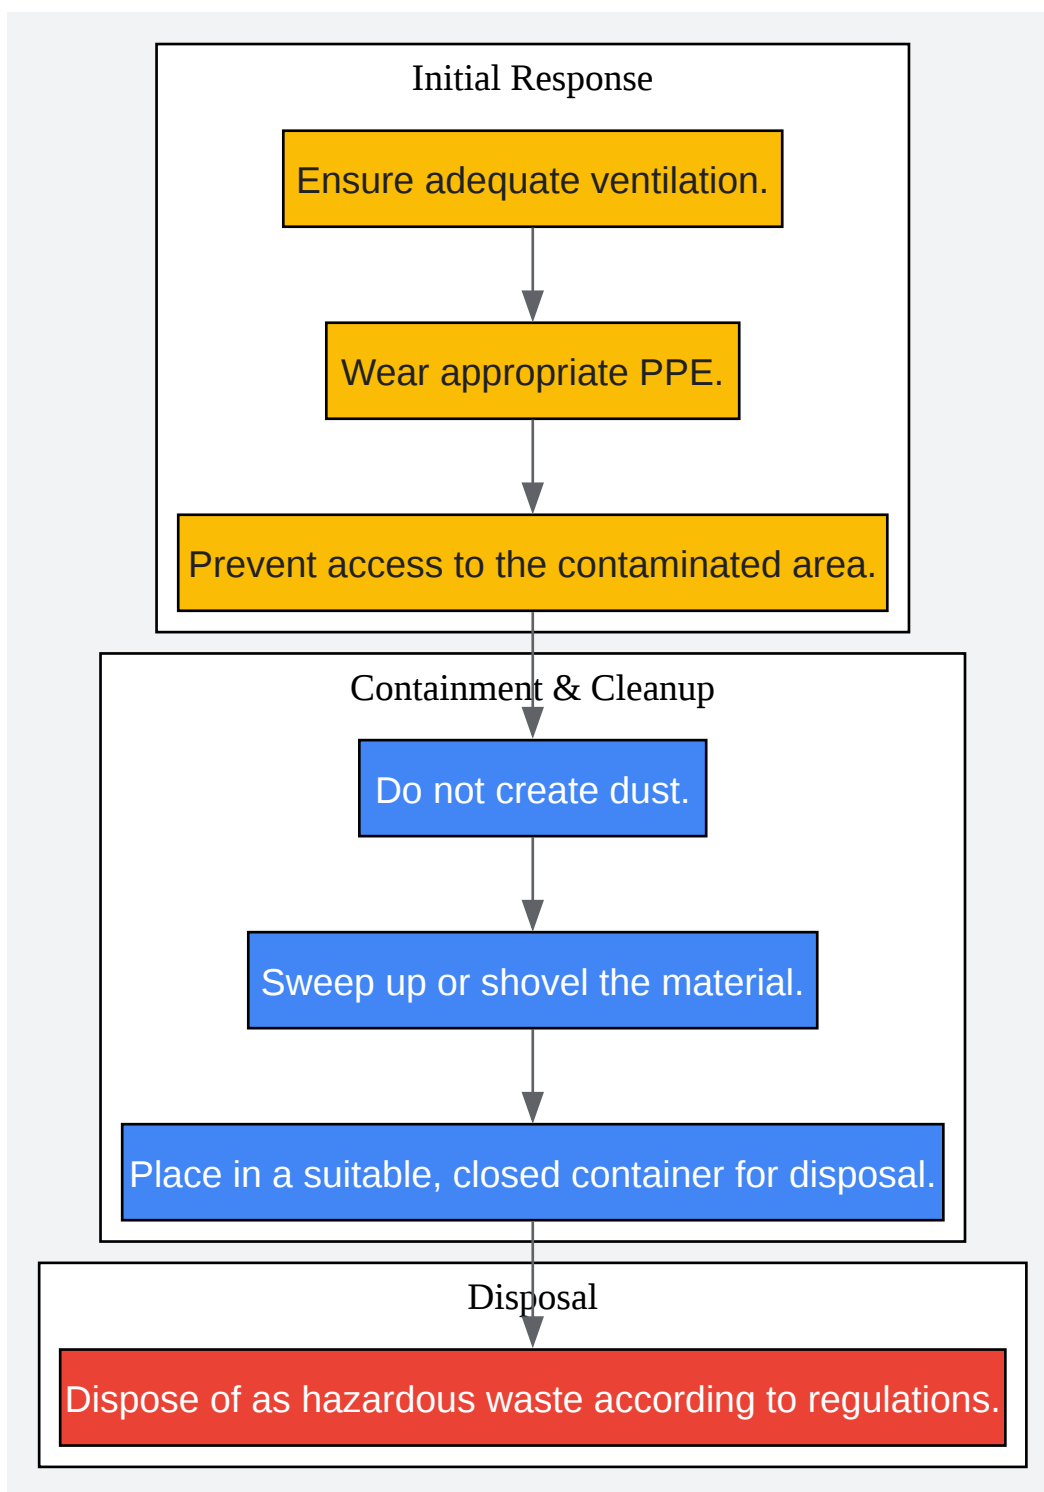 Initial Response
Ensure adequate ventilation.
Wear appropriate PPE.
Prevent access to the contaminated area.
Containment & Cleanup
Do not create dust.
Sweep up or shovel the material.
Place in a suitable, closed container for disposal.
Disposal
Dispose of as hazardous waste according to regulations.